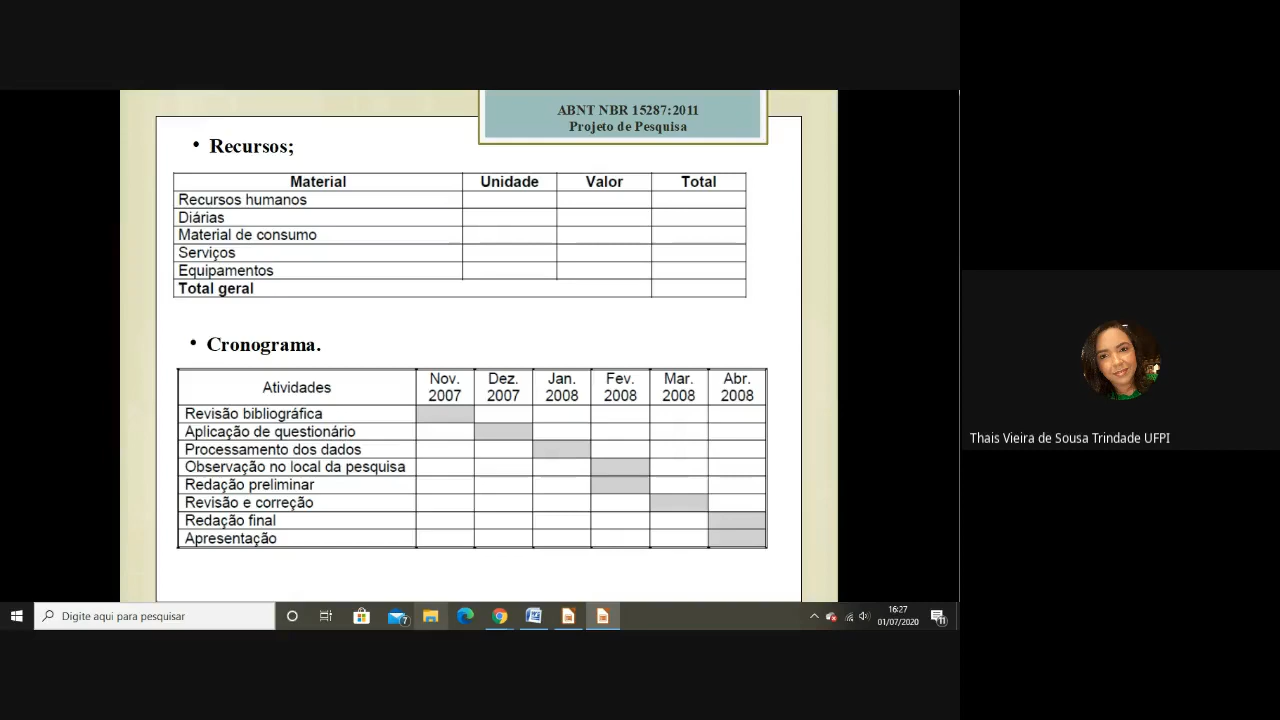 ABNT NBR 15287:2011
Projeto de Pesquisa
• Recursos;
Material Unidade Valor Total
Recursos humanos
Diárias
Material de consumo
Serviços
Equipamentos
Total geral
• Cronograma.
Atividades Nov. 2007 Dez. 2007 Jan. 2008 Fev. 2008 Mar. 2008 Abr. 2008
Revisão bibliográfica
Aplicação de questionário
Processamento dos dados
Observação no local da pesquisa
Redação preliminar
Revisão e correção
Redação final
Apresentação
Thais Vieira de Sousa Trindade UFPI
Digite aqui para pesquisar
7
16:27
01/07/2020
11